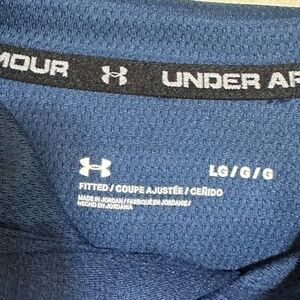 MOUR UNDER AR
LG / G / G
FITTED / COUPE AJUSTÉE / CEÑIDO
MADE IN JORDAN / FABRIQUÉ EN JORDANIE /
HECHO EN JORDANIA